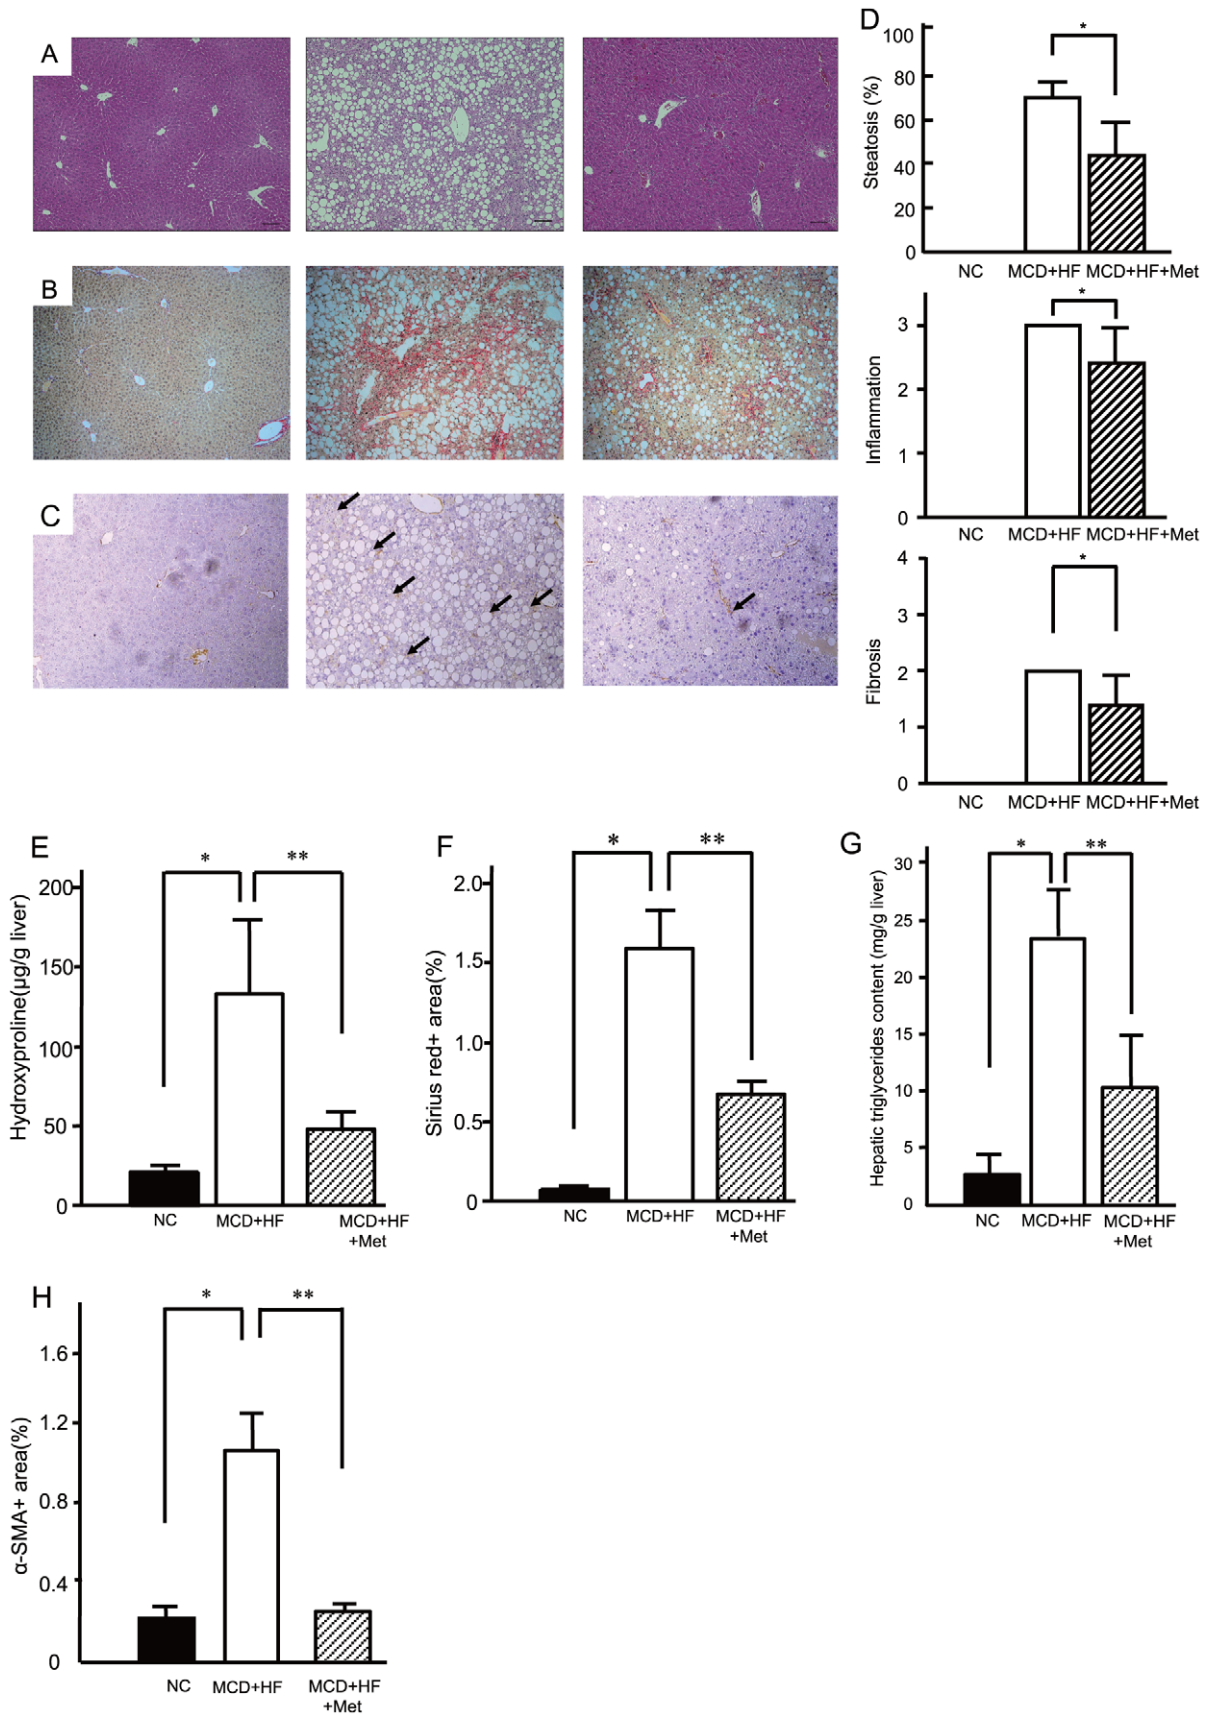 A
B
C
D
*
100
80
60
40
20
0
Steatosis (%)
NC MCD+HF MCD+HF+Met
*
3
2
1
0
Inflammation
NC MCD+HF MCD+HF+Met
*
4
3
2
1
0
Fibrosis
NC MCD+HF MCD+HF+Met
E
* **
200
150
100
50
0
Hydroxyproline(µg/g liver)
NC MCD+HF MCD+HF
+Met
F
* **
2.0
1.5
1.0
0.5
0
Sirius red+ area(%)
NC MCD+HF MCD+HF
+Met
G
* **
30
25
20
15
10
5
0
Hepatic triglycerides content (mg/g liver)
NC MCD+HF MCD+HF
+Met
H
* **
1.6
1.2
0.8
0.4
0
α-SMA+ area(%)
NC MCD+HF MCD+HF
+Met